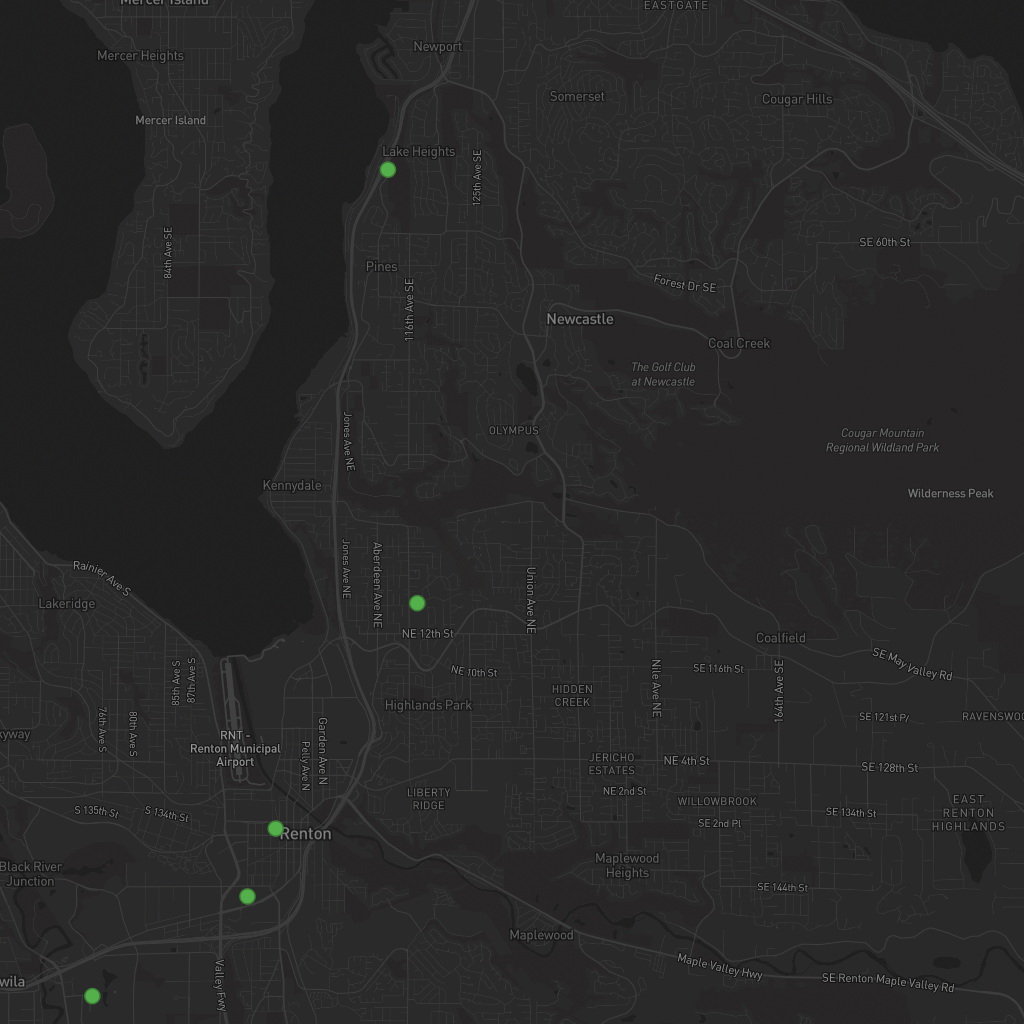 Mercer Island
EASTGATE
Newport
Mercer Heights
Somerset
Cougar Hills
Mercer Island
Lake Heights
125th Ave SE
84th Ave SE
SE 60th St
Pines
116th Ave SE
Forest Dr SE
Newcastle
Coal Creek
The Golf Club
at Newcastle
Jones Ave NE
OLYMPUS
Cougar Mountain
Regional Wildland Park
Kennydale
Wilderness Peak
Rainier Ave S
Jones Ave NE
Aberdeen Ave NE
Union Ave NE
Lakeridge
NE 12th St
Coalfield
SE May Valley Rd
85th Ave S
87th Ave S
NE 10th St
SE 116th St
Nile Ave NE
164th Ave SE
HIDDEN
CREEK
Highlands Park
76th Ave S
80th Ave S
SE 121st Pl
RAVENSWOO
kyway
RNT -
Renton Municipal
Airport
Garden Ave N
Pelly Ave N
JERICHO
ESTATES
NE 4th St
SE 128th St
NE 2nd St
LIBERTY
RIDGE
WILLOWBROOK
S 135th St
S 134th St
SE 134th St
EAST
RENTON
HIGHLANDS
SE 2nd Pl
Renton
Maplewood
Heights
Black River
Junction
SE 144th St
Maplewood
Maple Valley Hwy
SE Renton Maple Valley Rd
wila
Valley Fwy